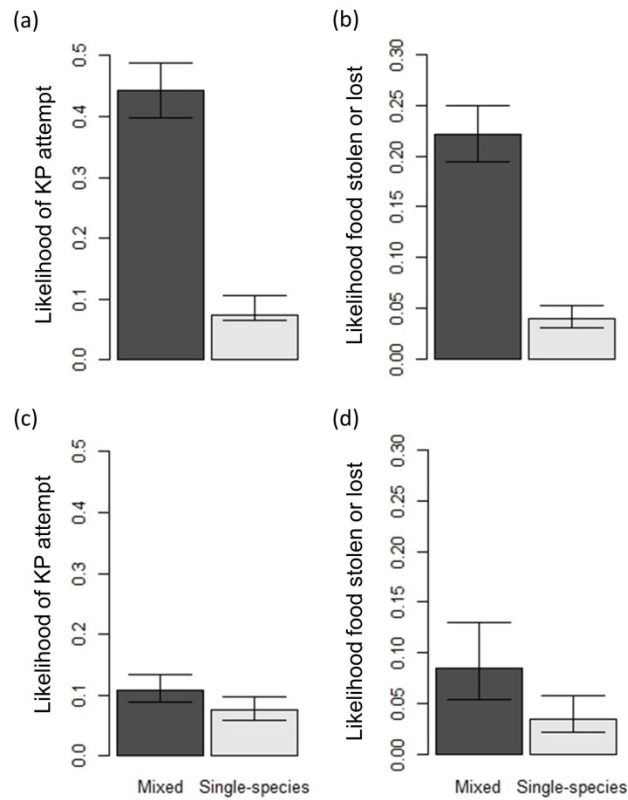 (a)
Likelihood of KP attempt
0.5
0.4
0.3
0.2
0.1
0.0
(b)
Likelihood food stolen or lost
0.30
0.25
0.20
0.15
0.10
0.05
0.00
(c)
Likelihood of KP attempt
0.5
0.4
0.3
0.2
0.1
0.0
Mixed Single-species
(d)
Likelihood food stolen or lost
0.30
0.25
0.20
0.15
0.10
0.05
0.00
Mixed Single-species